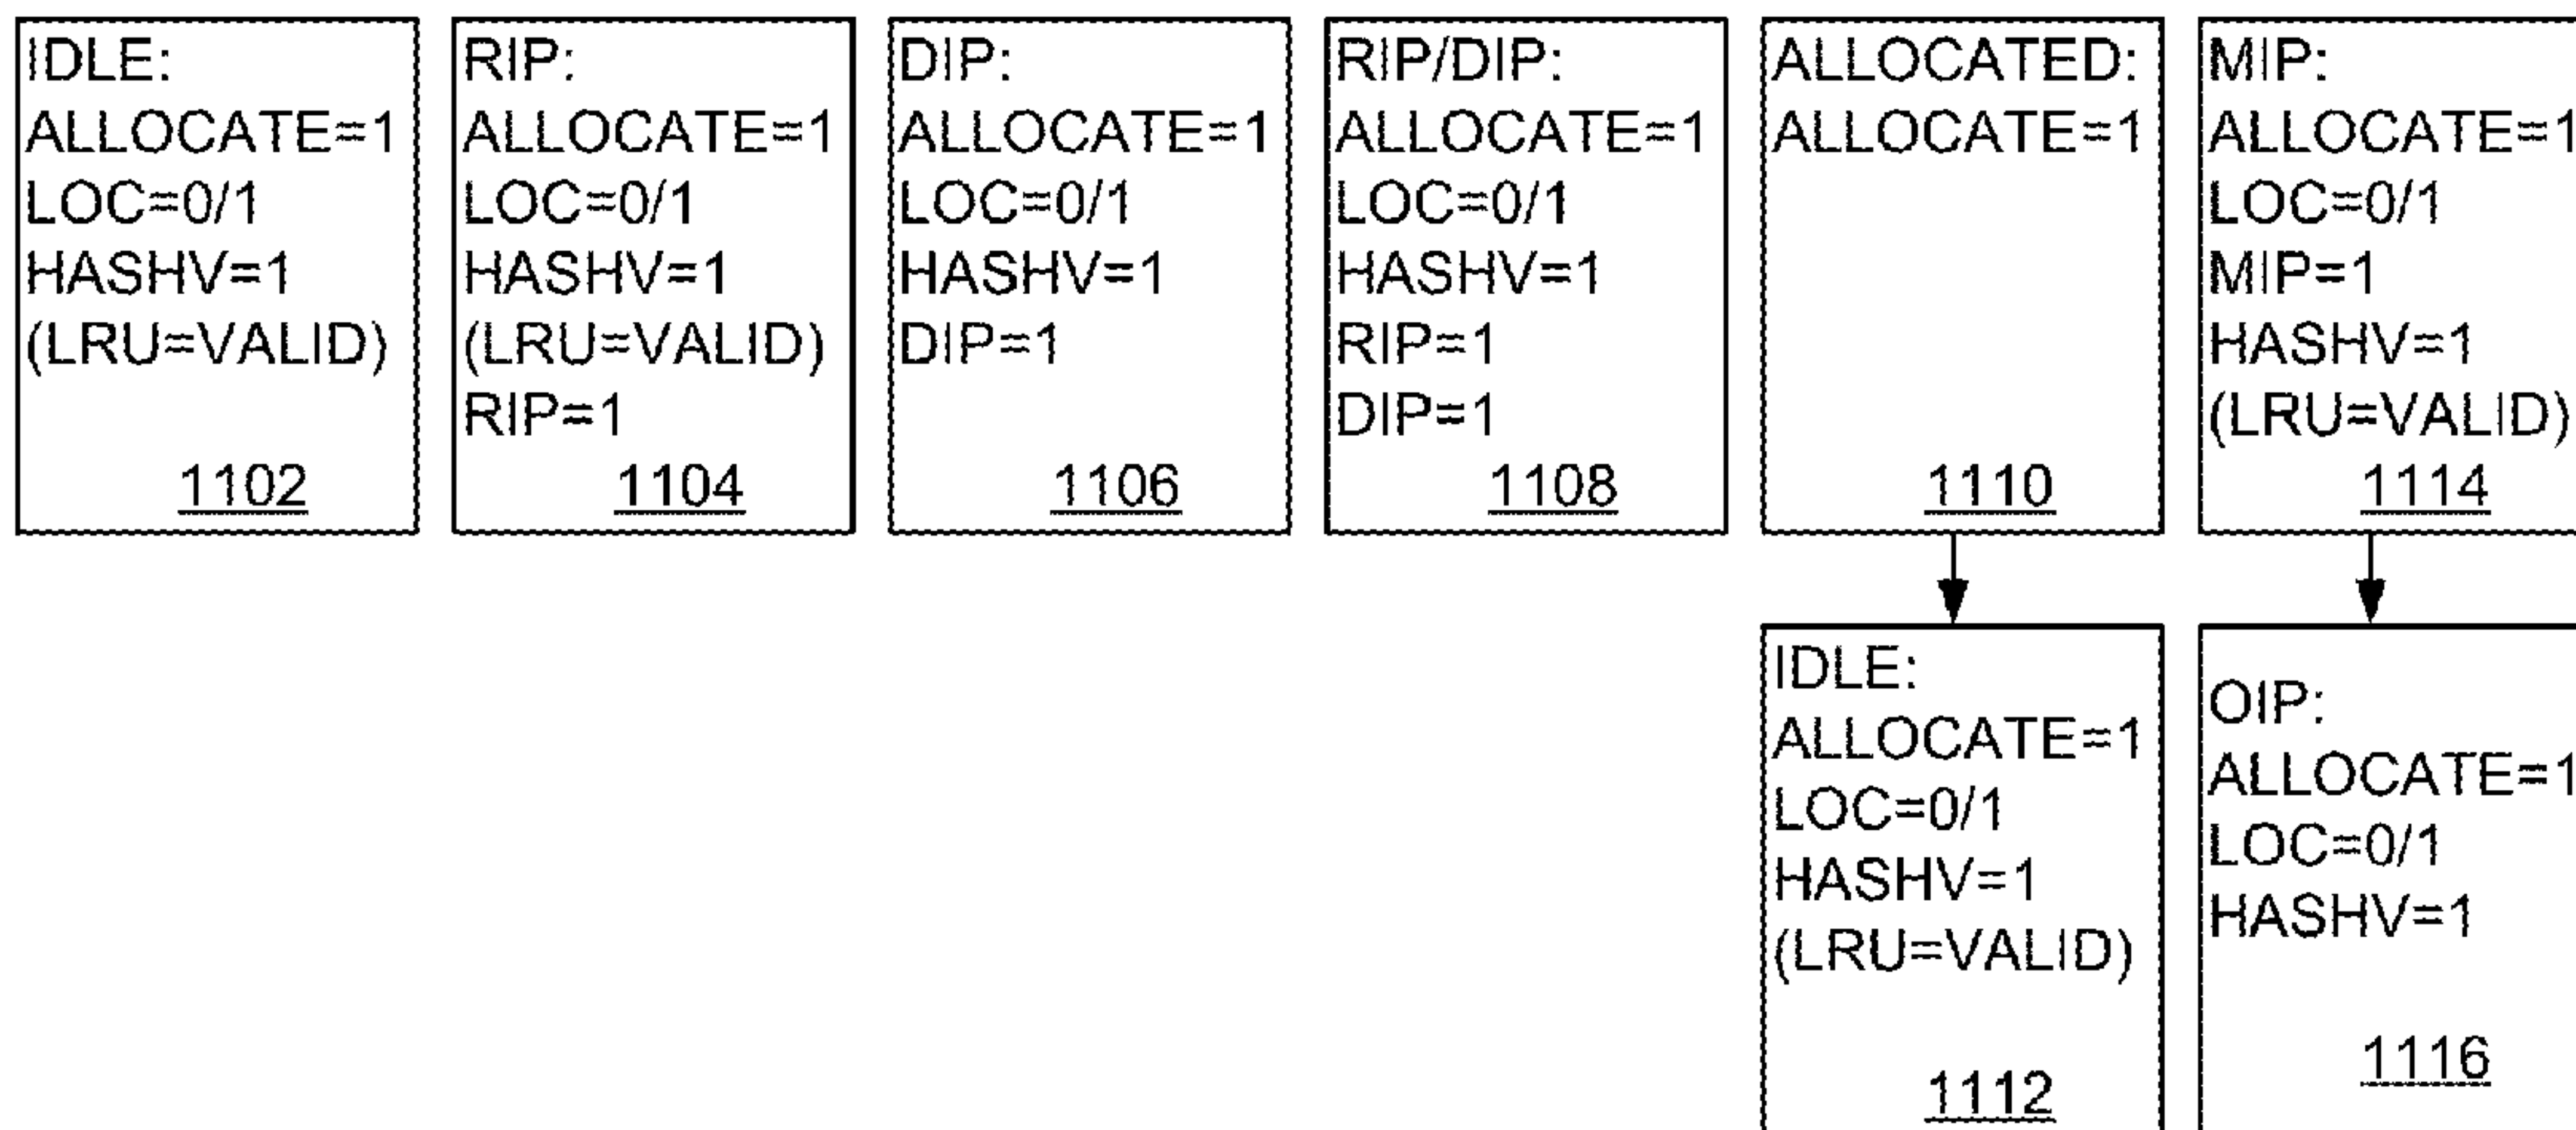 IDLE:
ALLOCATE=1
LOC=0/1
HASHV=1
(LRU=VALID)
1102
RIP:
ALLOCATE=1
LOC=0/1
HASHV=1
(LRU=VALID)
RIP=1
1104
DIP:
ALLOCATE=1
LOC=0/1
HASHV=1
DIP=1
1106
RIP/DIP:
ALLOCATE=1
LOC=0/1
HASHV=1
RIP=1
DIP=1
1108
ALLOCATED:
ALLOCATE=1
1110
MIP:
ALLOCATE=1
LOC=0/1
MIP=1
HASHV=1
(LRU=VALID)
1114
IDLE:
ALLOCATE=1
LOC=0/1
HASHV=1
(LRU=VALID)
1112
OIP:
ALLOCATE=1
LOC=0/1
HASHV=1
1116